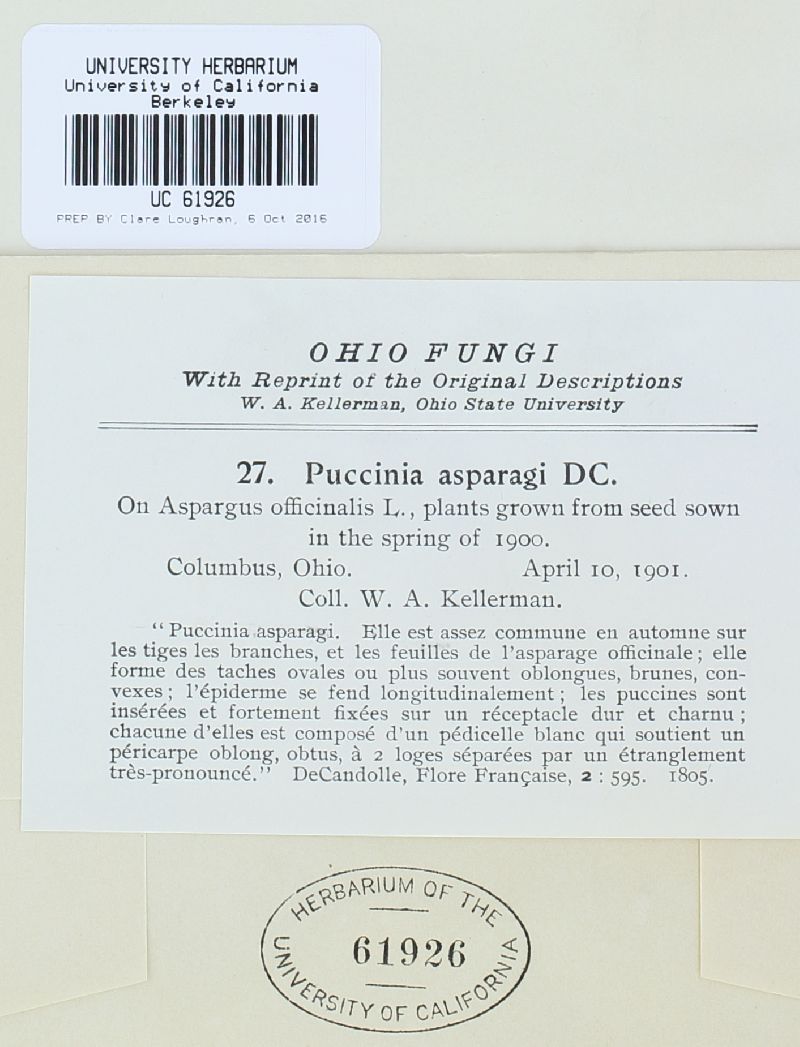 UNIVERSITY HERBARIUM
University of California
Berkeley
UC 61926
PREP BY Clare Loughran, 6 Oct 2016
OHIO FUNGI
With Reprint of the Original Descriptions
W. A. Kellerman, Ohio State University
27. Puccinia asparagi DC.
On Aspargus officinalis L., plants grown from seed sown
in the spring of 1900.
Columbus, Ohio. April 10, 1901.
Coll. W. A. Kellerman.
“Puccinia asparagi. Elle est assez commune en automne sur
les tiges les branches, et les feuilles de l'asparage officinale; elle
forme des taches ovales ou plus souvent oblongues, brunes, con-
vexes; l'épiderme se fend longitudinalement; les puccines sont
insérées et fortement fixées sur un réceptacle dur et charnu;
chacune d'elles est composé d'un pédicelle blanc qui soutient un
péricarpe oblong, obtus, à 2 loges séparées par un étranglement
très-pronouncé.” DeCandolle, Flore Française, 2 : 595. 1805.
HERBARIUM OF THE
61926
UNIVERSITY OF CALIFORNIA